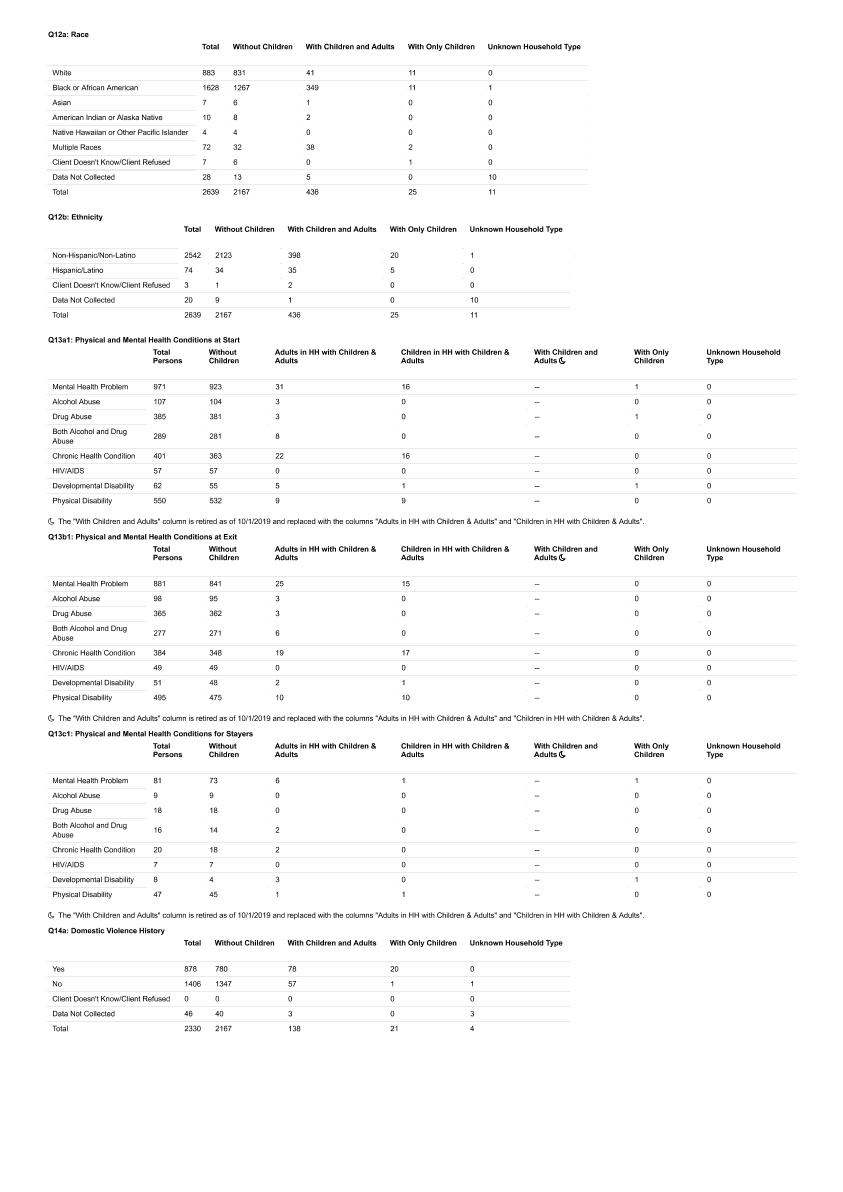 Q12a: Race
Total Without Children With Children and Adults With Only Children Unknown Household Type
White 883 831 41 11 0
Black or African American 1628 1267 349 11 1
Asian 7 6 1 0 0
American Indian or Alaska Native 10 8 2 0 0
Native Hawaiian or Other Pacific Islander 4 4 0 0 0
Multiple Races 72 32 38 2 0
Client Doesn't Know/Client Refused 7 6 0 1 0
Data Not Collected 28 13 5 0 10
Total 2639 2167 436 25 11
Q12b: Ethnicity
Total Without Children With Children and Adults With Only Children Unknown Household Type
Non-Hispanic/Non-Latino 2542 2123 398 20 1
Hispanic/Latino 74 34 35 5 0
Client Doesn't Know/Client Refused 3 1 2 0 0
Data Not Collected 20 9 1 0 10
Total 2639 2167 436 25 11
Q13a1: Physical and Mental Health Conditions at Start
Total Without Adults in HH with Children & Children in HH with Children & With Children and With Only Unknown Household
Persons Children Adults Adults Adults Children Type
Mental Health Problem 971 923 31 16 -- 1 0
Alcohol Abuse 107 104 3 0 -- 0 0
Drug Abuse 385 381 3 0 -- 1 0
Both Alcohol and Drug
Abuse 289 281 8 0 -- 0 0
Chronic Health Condition 401 363 22 16 -- 0 0
HIV/AIDS 57 57 0 0 -- 0 0
Developmental Disability 62 55 5 1 -- 1 0
Physical Disability 550 532 9 9 -- 0 0
The "With Children and Adults" column is retired as of 10/1/2019 and replaced with the columns "Adults in HH with Children & Adults" and "Children in HH with Children & Adults".
Q13b1: Physical and Mental Health Conditions at Exit
Total Without Adults in HH with Children & Children in HH with Children & With Children and With Only Unknown Household
Persons Children Adults Adults Adults Children Type
Mental Health Problem 881 841 25 15 -- 0 0
Alcohol Abuse 98 95 3 0 -- 0 0
Drug Abuse 365 362 3 0 -- 0 0
Both Alcohol and Drug
Abuse 277 271 6 0 -- 0 0
Chronic Health Condition 384 348 19 17 -- 0 0
HIV/AIDS 49 49 0 0 -- 0 0
Developmental Disability 51 48 2 1 -- 0 0
Physical Disability 495 475 10 10 -- 0 0
The "With Children and Adults" column is retired as of 10/1/2019 and replaced with the columns "Adults in HH with Children & Adults" and "Children in HH with Children & Adults".
Q13c1: Physical and Mental Health Conditions for Stayers
Total Without Adults in HH with Children & Children in HH with Children & With Children and With Only Unknown Household
Persons Children Adults Adults Adults Children Type
Mental Health Problem 81 73 6 1 -- 1 0
Alcohol Abuse 9 9 0 0 -- 0 0
Drug Abuse 18 18 0 0 -- 0 0
Both Alcohol and Drug
Abuse 16 14 2 0 -- 0 0
Chronic Health Condition 20 18 2 0 -- 0 0
HIV/AIDS 7 7 0 0 -- 0 0
Developmental Disability 8 4 3 0 -- 1 0
Physical Disability 47 45 1 1 -- 0 0
The "With Children and Adults" column is retired as of 10/1/2019 and replaced with the columns "Adults in HH with Children & Adults" and "Children in HH with Children & Adults".
Q14a: Domestic Violence History
Total Without Children With Children and Adults With Only Children Unknown Household Type
Yes 878 780 78 20 0
No 1406 1347 57 1 1
Client Doesn't Know/Client Refused 0 0 0 0 0
Data Not Collected 46 40 3 0 3
Total 2330 2167 138 21 4